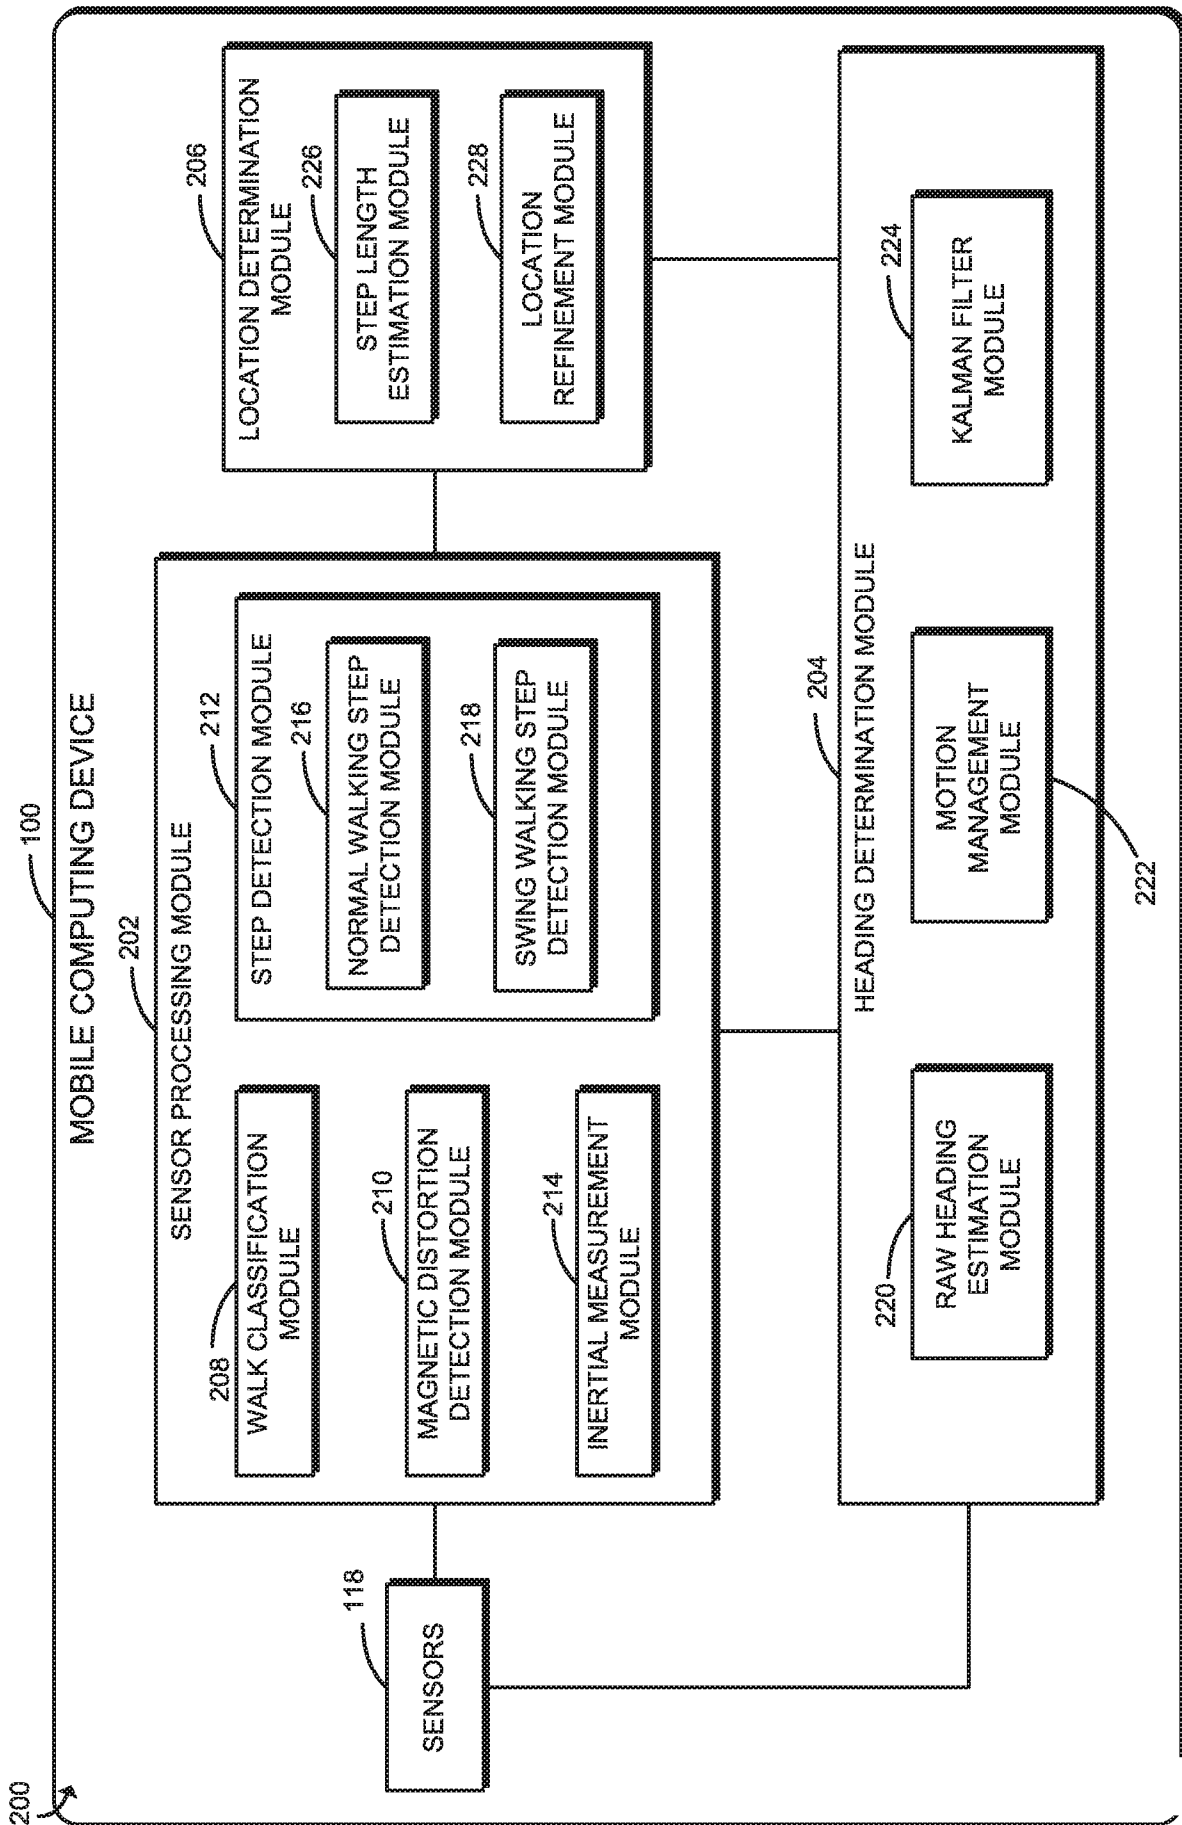 200
MOBILE COMPUTING DEVICE
100
SENSORS
118
SENSOR PROCESSING MODULE
202
208
WALK CLASSIFICATION
MODULE
210
MAGNETIC DISTORTION
DETECTION MODULE
214
INERTIAL MEASUREMENT
MODULE
212
STEP DETECTION MODULE
216
NORMAL WALKING STEP
DETECTION MODULE
218
SWING WALKING STEP
DETECTION MODULE
206
LOCATION DETERMINATION
MODULE
226
STEP LENGTH
ESTIMATION MODULE
228
LOCATION
REFINEMENT MODULE
204
HEADING DETERMINATION MODULE
220
RAW HEADING
ESTIMATION
MODULE
MOTION
MANAGEMENT
MODULE
222
224
KALMAN FILTER
MODULE